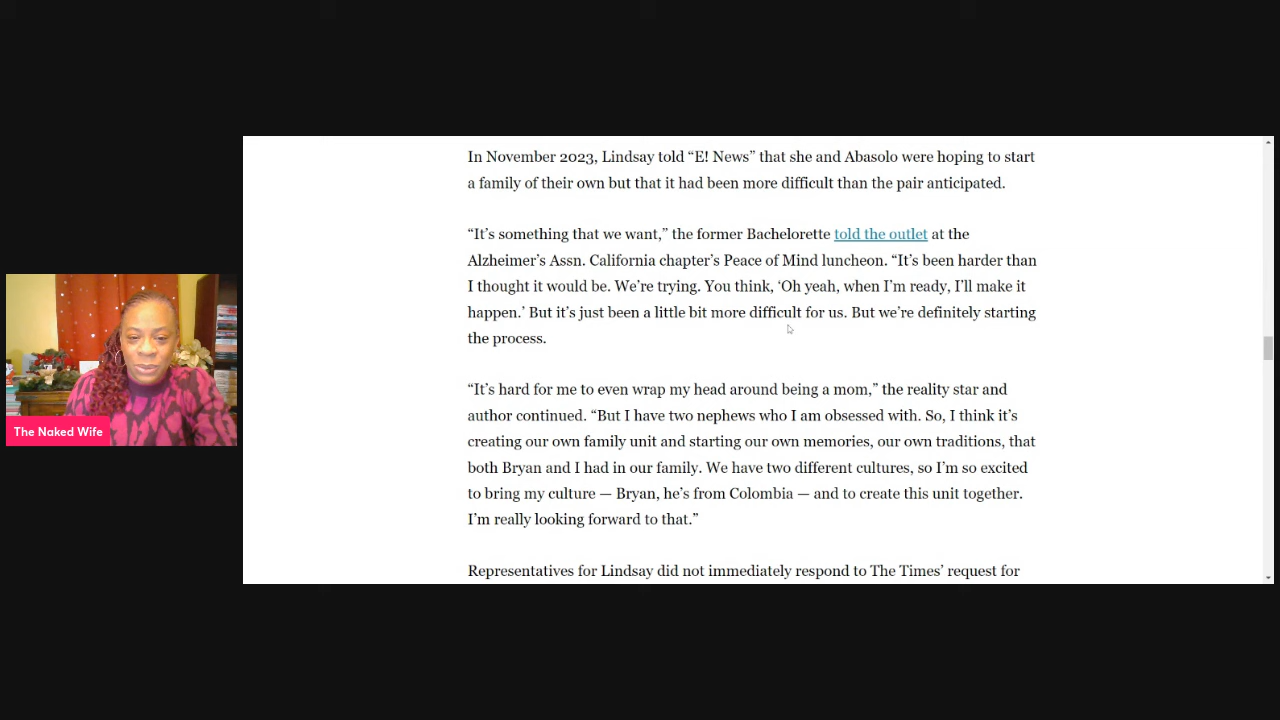 In November 2023, Lindsay told “E! News” that she and Abasolo were hoping to start
a family of their own but that it had been more difficult than the pair anticipated.
“It’s something that we want,” the former Bachelorette told the outlet at the
Alzheimer’s Assn. California chapter’s Peace of Mind luncheon. “It’s been harder than
I thought it would be. We’re trying. You think, ‘Oh yeah, when I’m ready, I’ll make it
happen.’ But it’s just been a little bit more difficult for us. But we’re definitely starting
the process.
“It’s hard for me to even wrap my head around being a mom,” the reality star and
author continued. “But I have two nephews who I am obsessed with. So, I think it’s
creating our own family unit and starting our own memories, our own traditions, that
both Bryan and I had in our family. We have two different cultures, so I’m so excited
to bring my culture — Bryan, he’s from Colombia — and to create this unit together.
I’m really looking forward to that.”
Representatives for Lindsay did not immediately respond to The Times’ request for
The Naked Wife